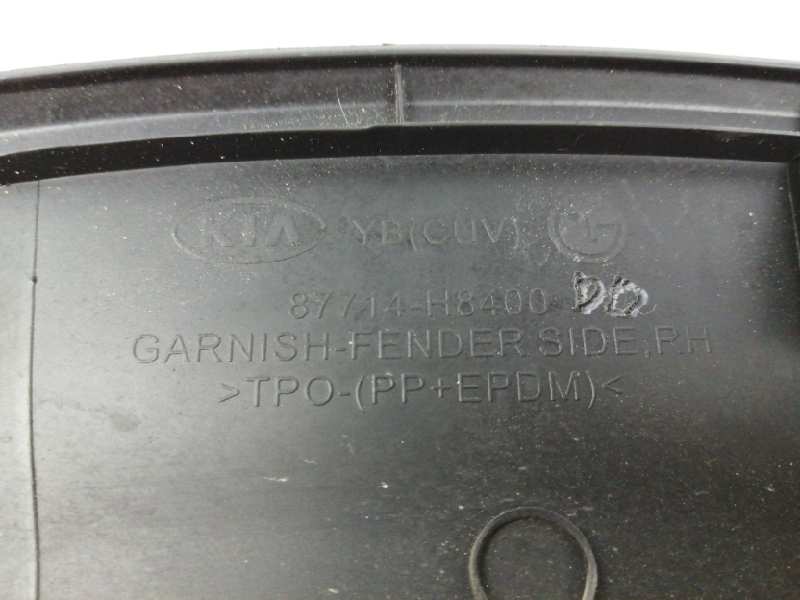 KIA YB(CUV)
87714-H8400
GARNISH-FENDER SIDE,RH
>TPO-(PP+EPDM)<